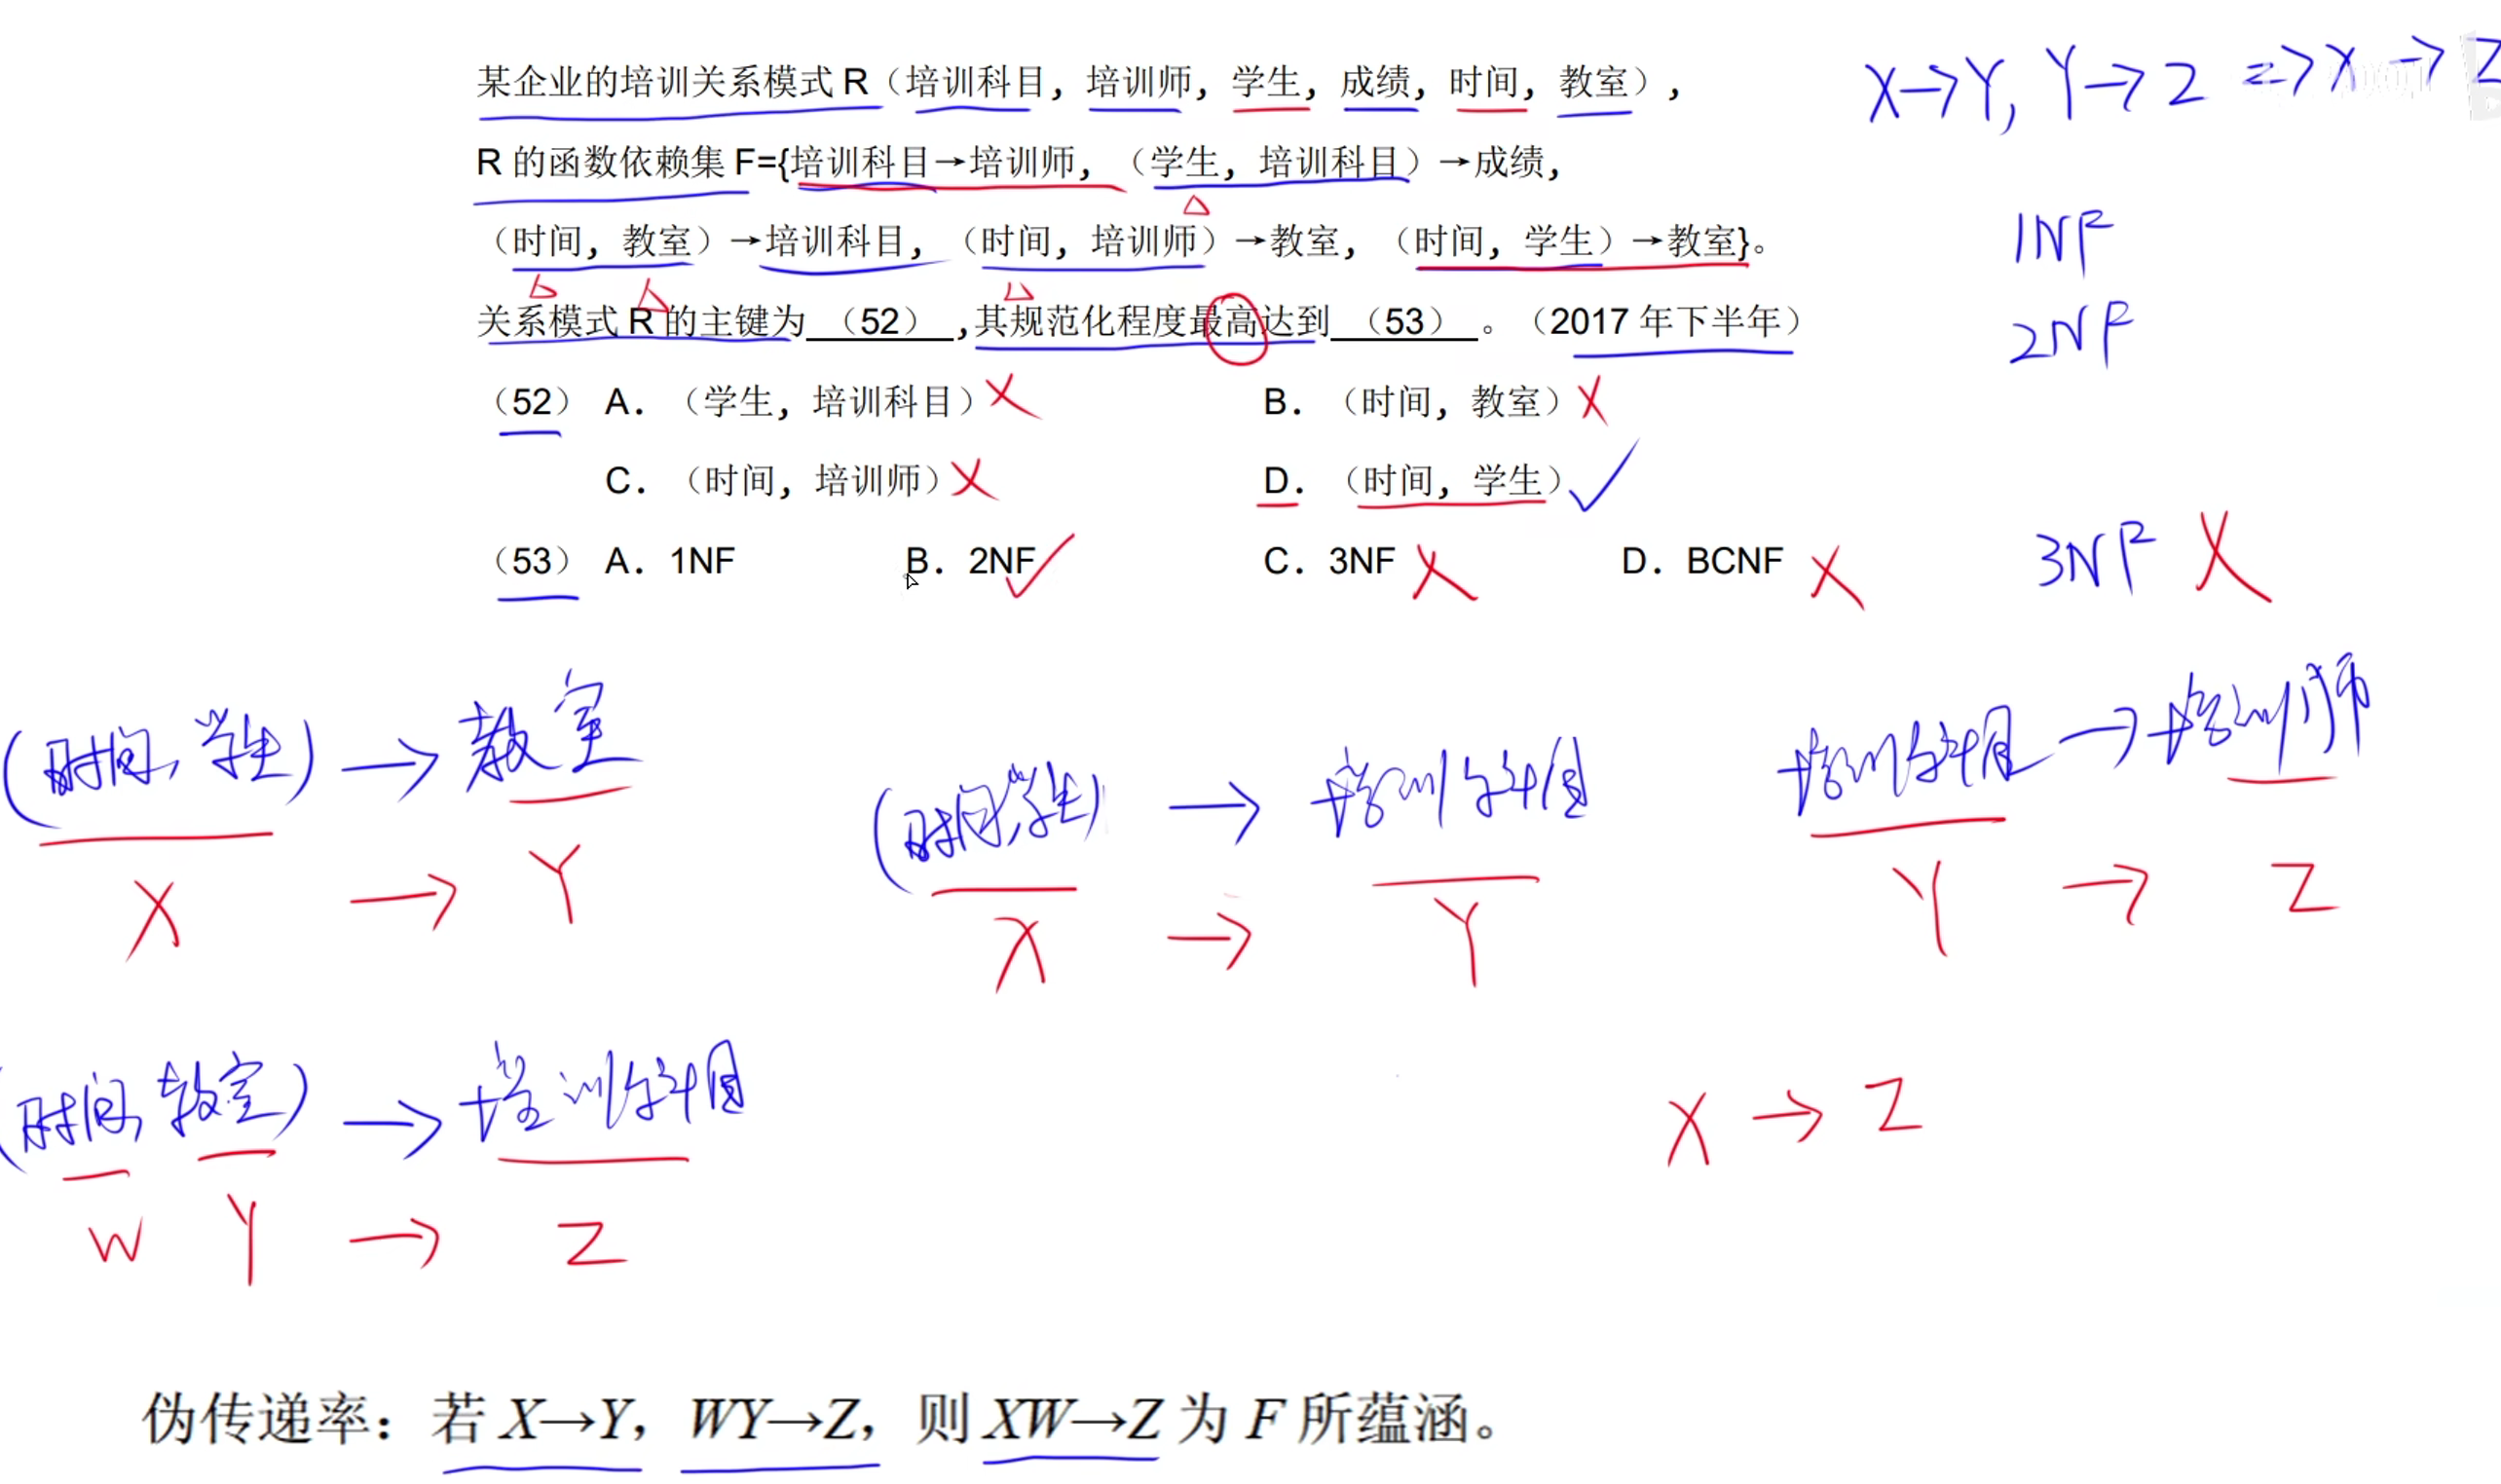 某企业的培训关系模式 R（培训科目，培训师，学生，成绩，时间，教室），
X→Y, Y→Z => X→Z
R 的函数依赖集 F={培训科目→培训师，（学生，培训科目）→成绩，
（时间，教室）→培训科目，（时间，培训师）→教室，（时间，学生）→教室}。
1NF
关系模式 R 的主键为 （52） ,其规范化程度最高达到 （53） 。（2017 年下半年）
2NF
（52） A. （学生，培训科目） X B. （时间，教室） X
C. （时间，培训师） X D. （时间，学生）
（53） A. 1NF B. 2NF C. 3NF X D. BCNF X
3NF X
(时间, 学生) → 教室
(时间,学生) → 培训科目
培训科目 → 培训师
X → Y
X → Y
Y → Z
(时间, 教室) → 培训科目
X → Z
W Y → Z
伪传递率：若 X→Y，WY→Z，则 XW→Z 为 F 所蕴涵。